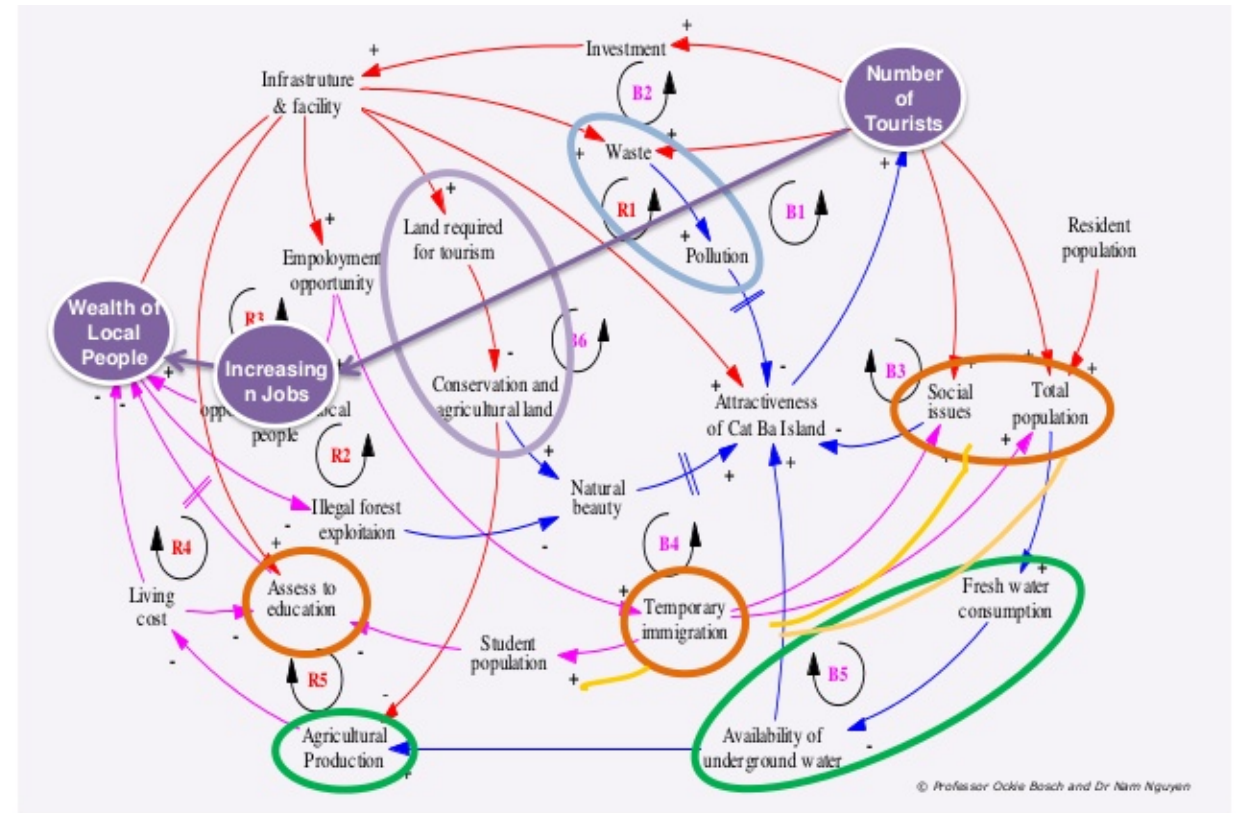 Investment
Infrastruture
& facility
Number
of
Tourists
B2
+
+
Waste
+
+
+
R1
B1
+
Land required
for tourism
+
Empoloyment
opportunity
+
Pollution
Resident
population
Wealth of
Local
People
R3
Increasing
n Jobs
B6
-
Conservation and
agricultural land
-
+
Attractiveness
of Cat Ba Island
B3
+
+
+
Social
issues
Total
population
-
+
+
- -
people
R2
+
Natural
beauty
+
+
-
Illegal forest
exploitaion
-
R4
+
Assess to
education
B4
+
Temporary
immigration
+
Fresh water
consumption
Living
cost
-
-
Student
population
+
R5
B5
-
-
Agricultural
Production
+
Availability of
underground water
-
© Professor Ockie Bosch and Dr Nam Nguyen